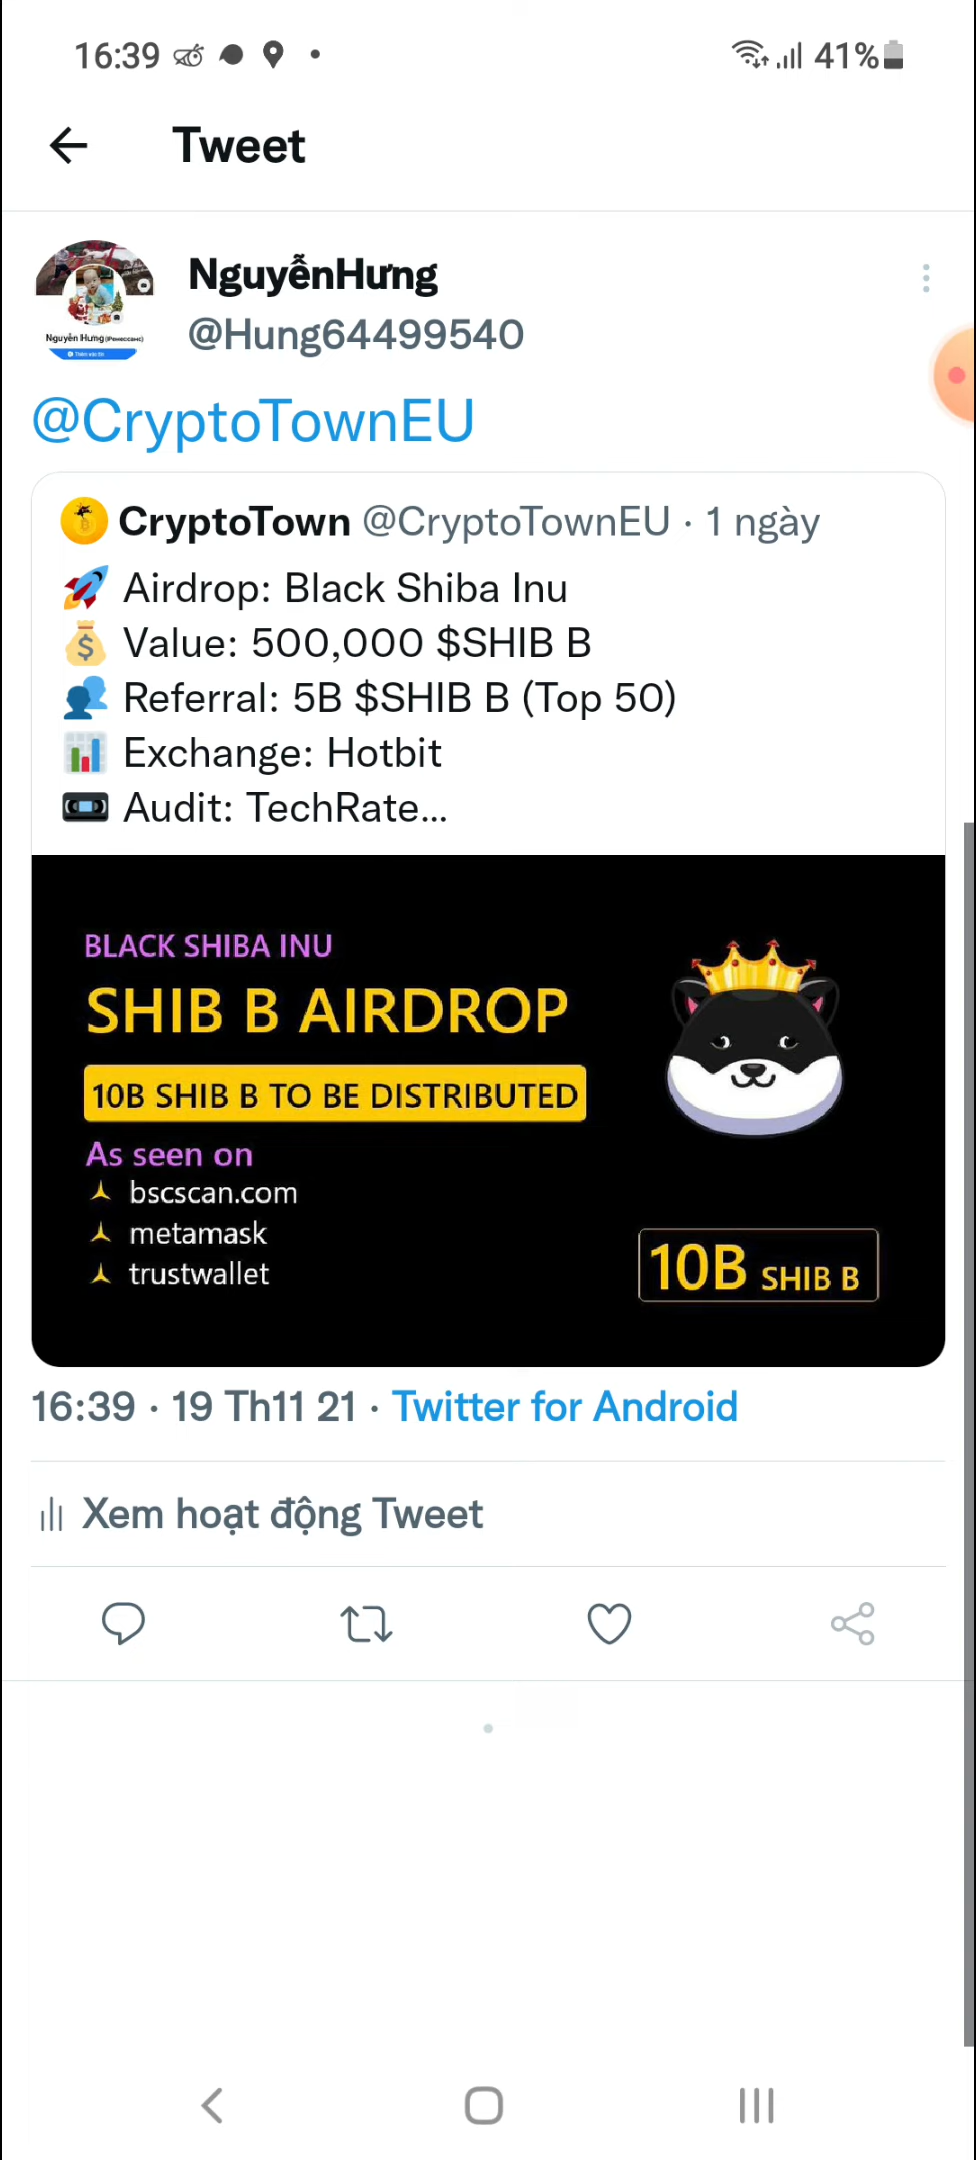 16:39
41%
Tweet
NguyễnHưng
@Hung64499540
Nguyễn Hưng
@CryptoTownEU
CryptoTown @CryptoTownEU · 1 ngày
🚀 Airdrop: Black Shiba Inu
💰 Value: 500,000 $SHIB B
👥 Referral: 5B $SHIB B (Top 50)
📊 Exchange: Hotbit
📼 Audit: TechRate...
BLACK SHIBA INU
SHIB B AIRDROP
10B SHIB B TO BE DISTRIBUTED
As seen on
bscscan.com
metamask
trustwallet
10B SHIB B
16:39 · 19 Th11 21 · Twitter for Android
Xem hoạt động Tweet